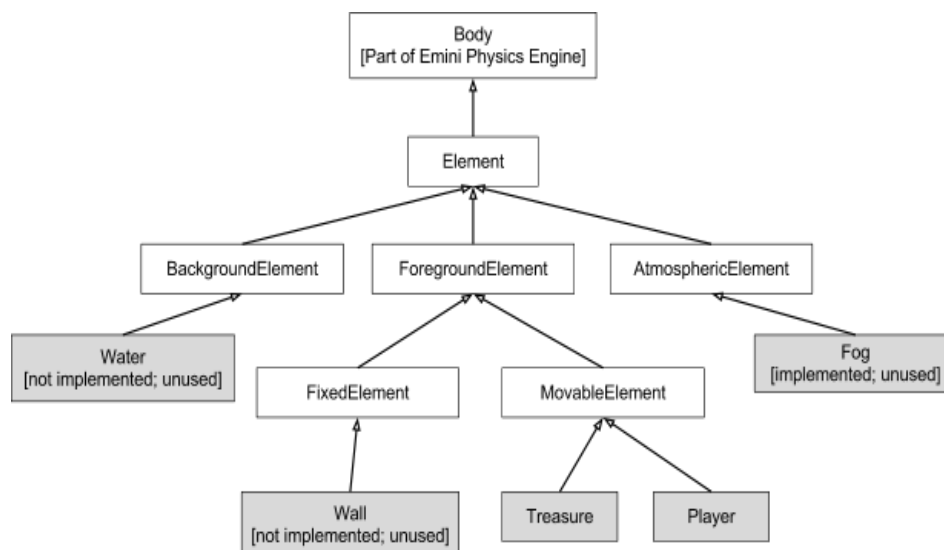 Body
[Part of Emini Physics Engine]
Element
BackgroundElement
ForegroundElement
AtmosphericElement
Water
[not implemented; unused]
Fog
[implemented; unused]
FixedElement
MovableElement
Wall
[not implemented; unused]
Treasure
Player